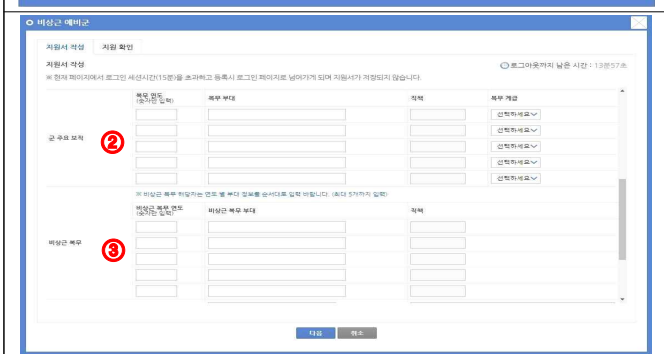 비상근 예비군
지원서 작성 지원 확인
지원서 작성 로그아웃까지 남은 시간 : 13분57초
※ 현재 페이지에서 로그인 세션시간(15분)을 초과하고 등록시 로그인 페이지로 넘어가게 되며 지원서가 저장되지 않습니다.
복무 연도 복무 부대 직책 복무 계급
(숫자만 입력)
선택하세요
선택하세요
군 주요 보직 ② 선택하세요
선택하세요
선택하세요
※ 비상근 복무 해당자는 연도 별 부대 정보를 순서대로 입력 바랍니다. (최대 5가지 입력)
비상근 복무 연도 비상근 복무 부대 직책
(숫자만 입력)
비상근 복무 ③
다음 취소